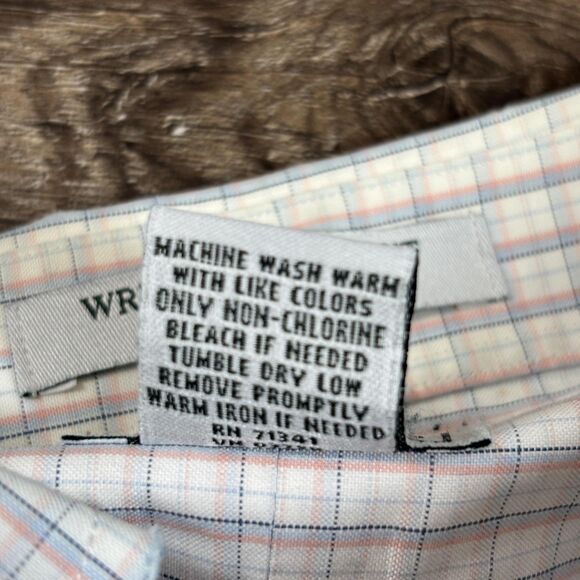 MACHINE WASH WARM
WITH LIKE COLORS
ONLY NON-CHLORINE
BLEACH IF NEEDED
TUMBLE DRY LOW
REMOVE PROMPTLY
WARM IRON IF NEEDED
RN 71341